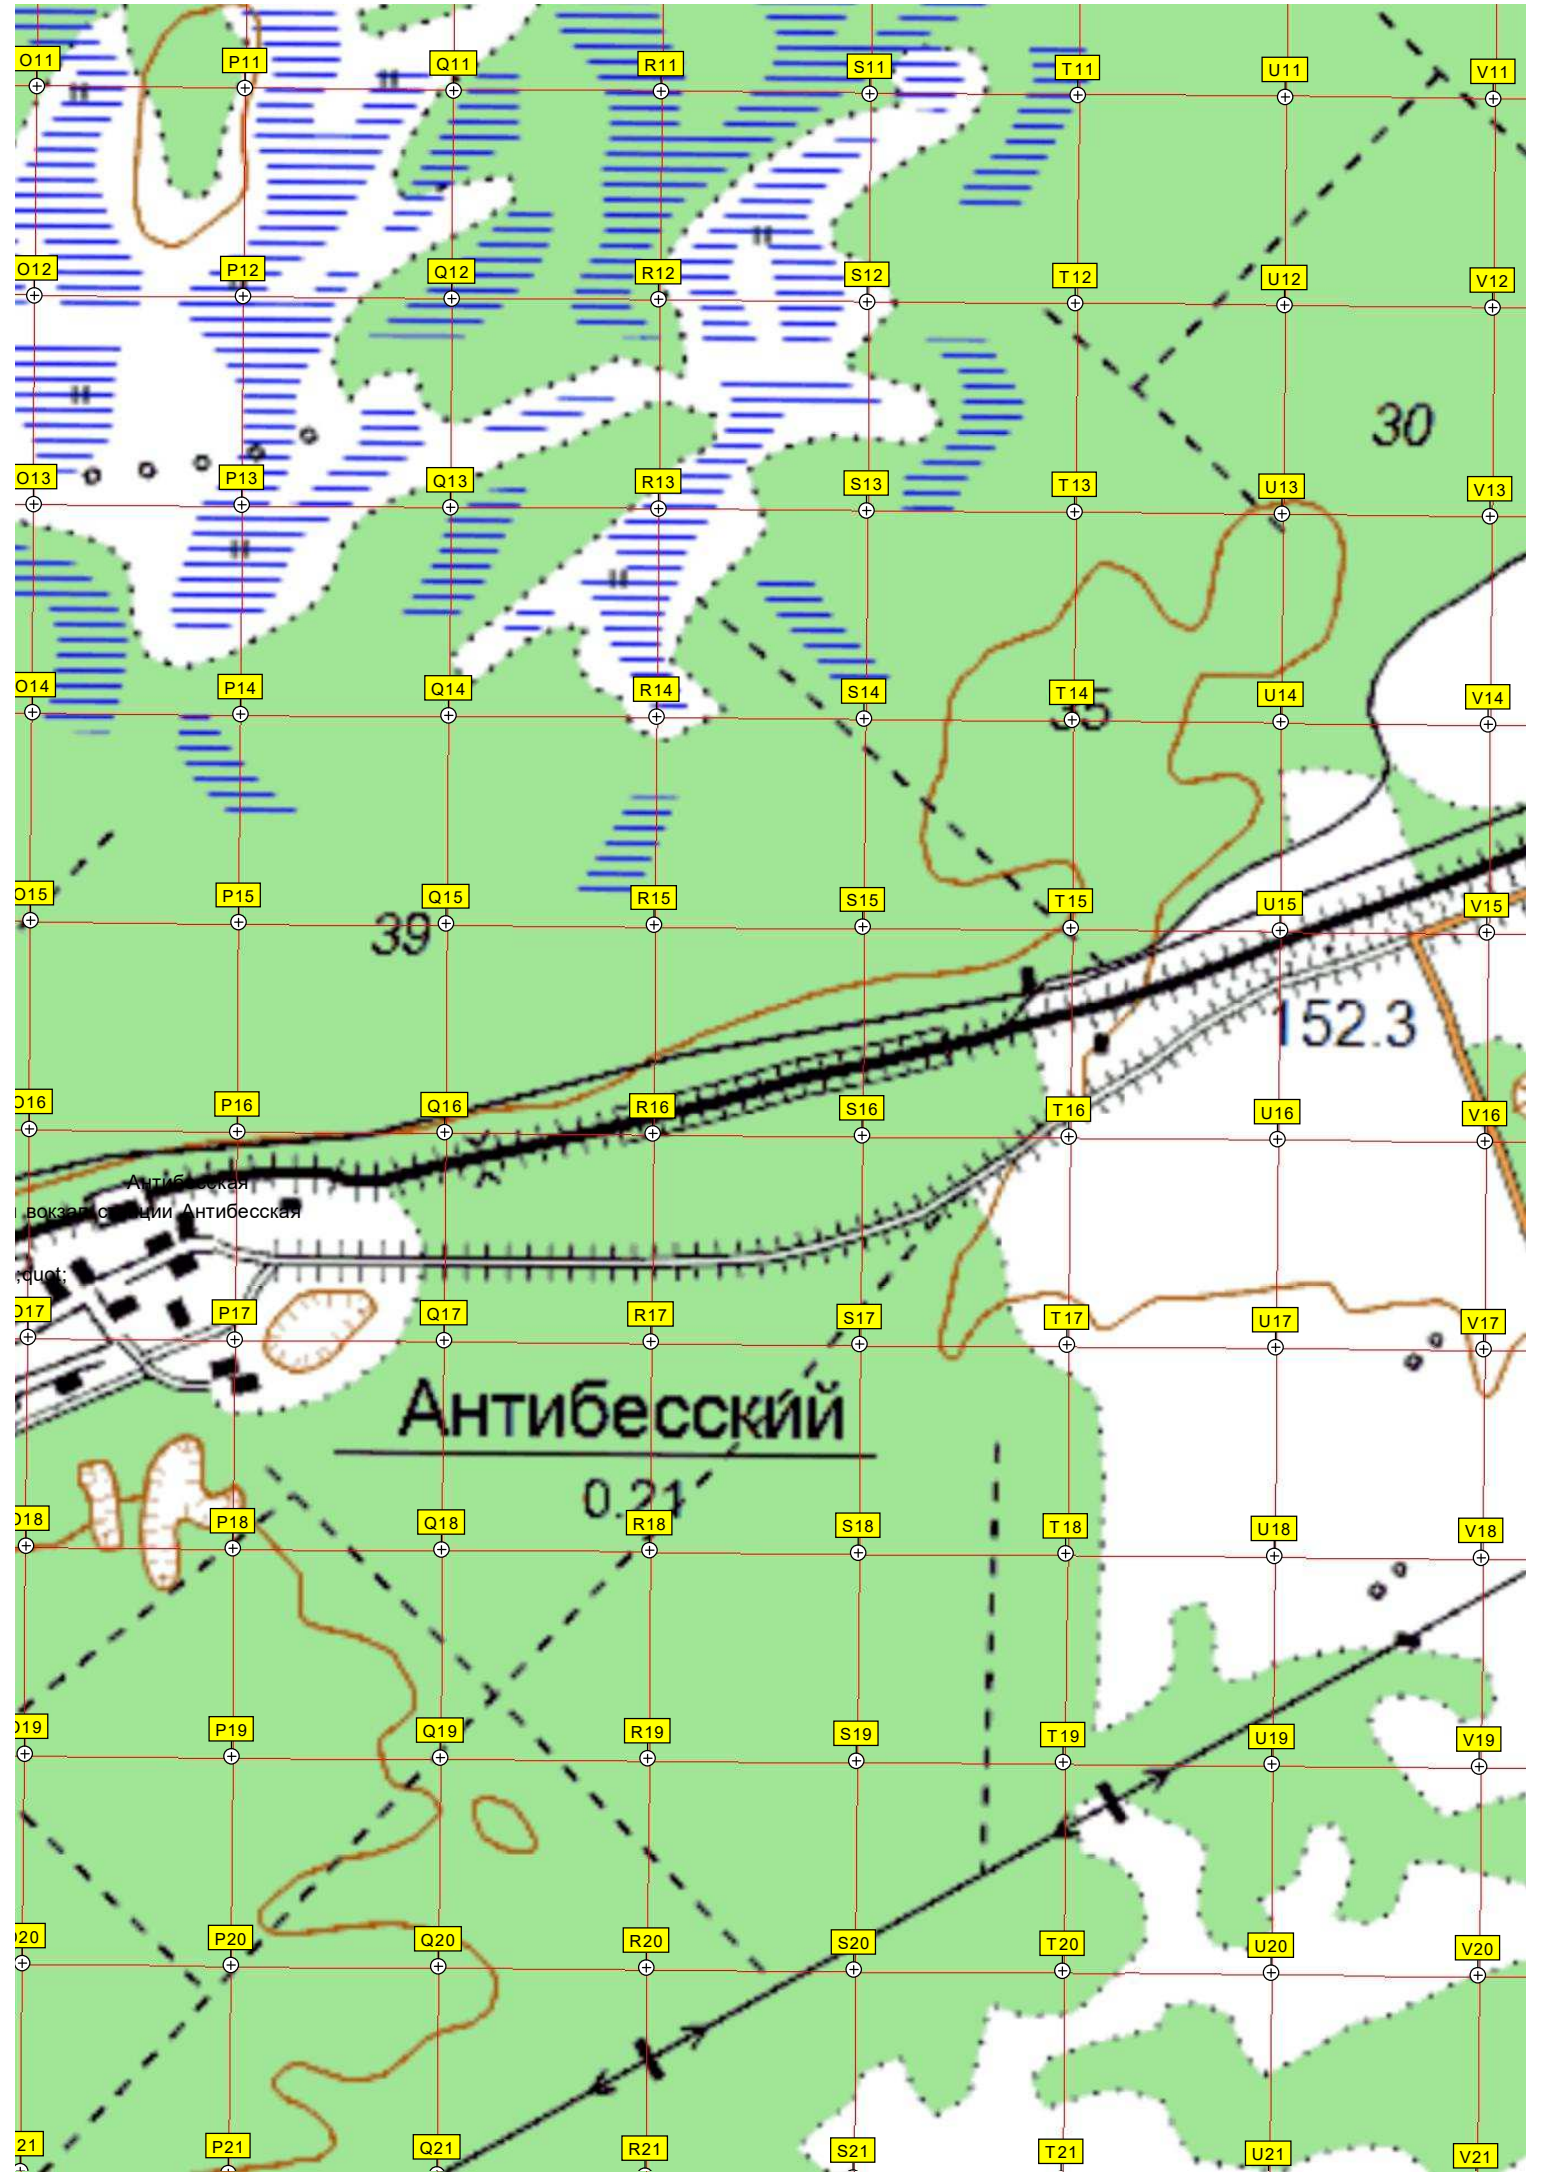 O11 P11 Q11 R11 S11 T11 U11 V11
O12 P12 Q12 R12 S12 T12 U12 V12
30
O13 P13 Q13 R13 S13 T13 U13 V13
O14 P14 Q14 R14 S14 T14 U14 V14
35
O15 P15 Q15 R15 S15 T15 U15 V15
39
152.3
O16 P16 Q16 R16 S16 T16 U16 V16
Антибесская
вокзал станции Антибесская
;quot;
O17 P17 Q17 R17 S17 T17 U17 V17
Антибесский
0.21
O18 P18 Q18 R18 S18 T18 U18 V18
O19 P19 Q19 R19 S19 T19 U19 V19
O20 P20 Q20 R20 S20 T20 U20 V20
21 P21 Q21 R21 S21 T21 U21 V21